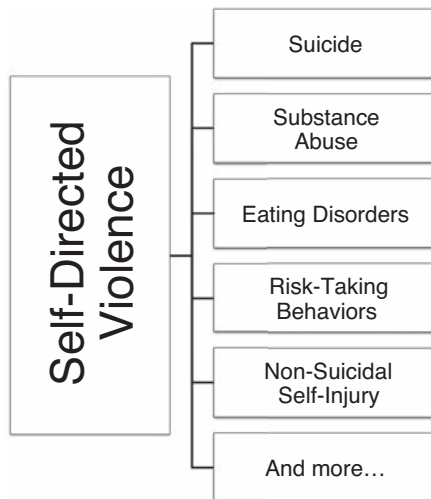 Self-Directed
Violence
Suicide
Substance
Abuse
Eating Disorders
Risk-Taking
Behaviors
Non-Suicidal
Self-Injury
And more…